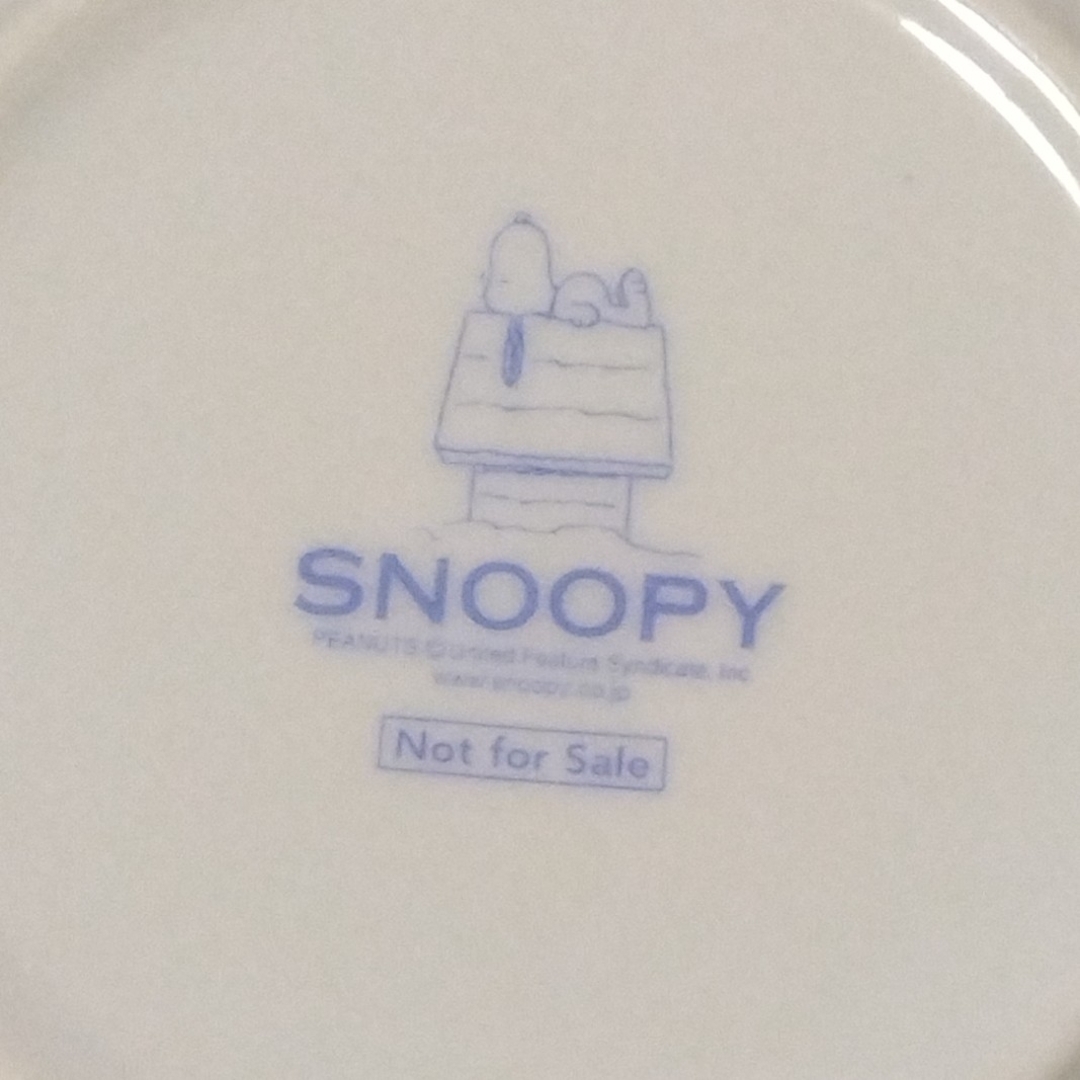 SNOOPY
PEANUTS © United Feature Syndicate, Inc
www.snoopy.co.jp
Not for Sale